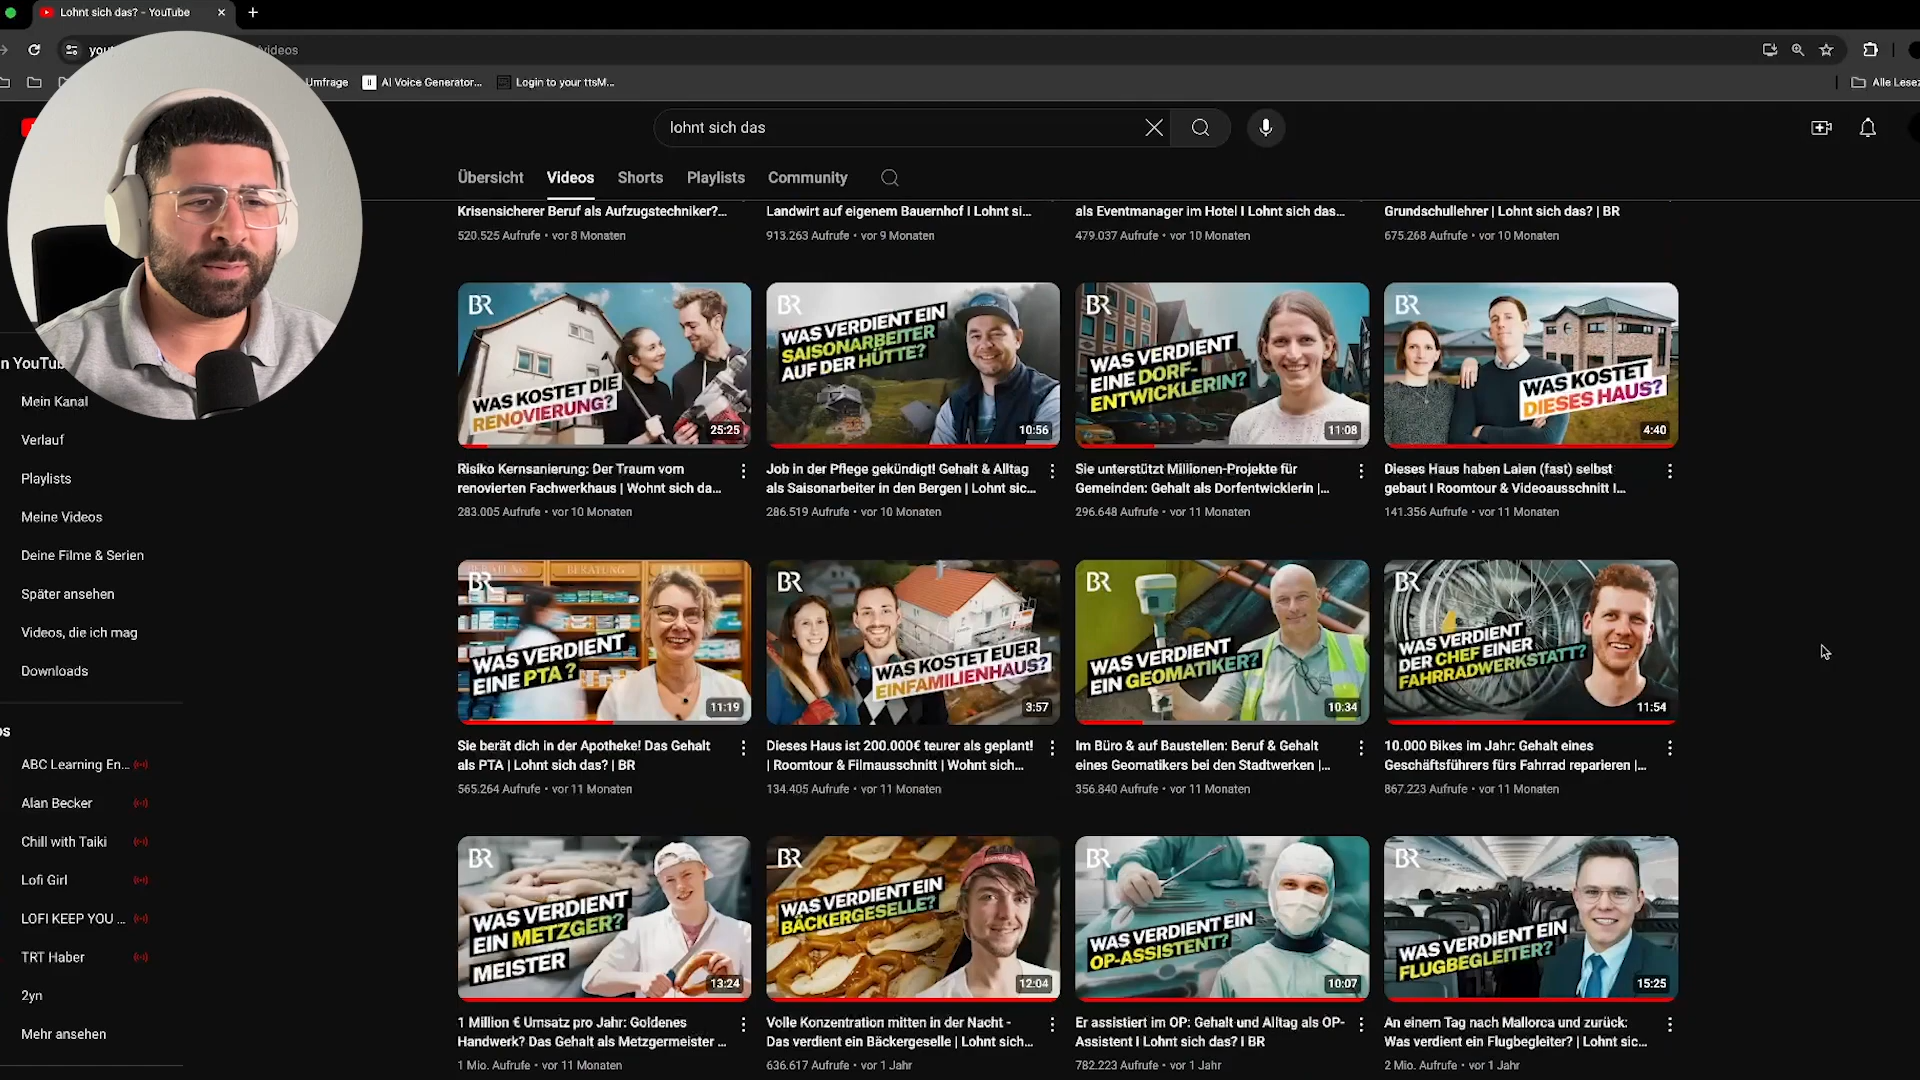 Lohnt sich das? - YouTube
videos
Umfrage
AI Voice Generator...
Login to your ttsM...
Alle Lesez
lohnt sich das
Übersicht
Videos
Shorts
Playlists
Community
Krisensicherer Beruf als Aufzugstechniker?...
520.525 Aufrufe • vor 8 Monaten
Landwirt auf eigenem Bauernhof I Lohnt si...
913.263 Aufrufe • vor 9 Monaten
als Eventmanager im Hotel I Lohnt sich das...
479.037 Aufrufe • vor 10 Monaten
Grundschullehrer | Lohnt sich das? | BR
675.268 Aufrufe • vor 10 Monaten
BR
WAS KOSTET DIE
RENOVIERUNG?
25:25
Risiko Kernsanierung: Der Traum vom
renovierten Fachwerkhaus | Wohnt sich da...
283.005 Aufrufe • vor 10 Monaten
BR
WAS VERDIENT EIN
SAISONARBEITER
AUF DER HÜTTE?
10:56
Job in der Pflege gekündigt! Gehalt & Alltag
als Saisonarbeiter in den Bergen | Lohnt sic...
286.519 Aufrufe • vor 10 Monaten
BR
WAS VERDIENT
EINE DORF-
ENTWICKLERIN?
11:08
Sie unterstützt Millionen-Projekte für
Gemeinden: Gehalt als Dorfentwicklerin |...
296.648 Aufrufe • vor 11 Monaten
BR
WAS KOSTET
DIESES HAUS?
4:40
Dieses Haus haben Laien (fast) selbst
gebaut I Roomtour & Videoausschnitt I...
141.356 Aufrufe • vor 11 Monaten
BR
BERATUNG
WAS VERDIENT
EINE PTA?
11:19
Sie berät dich in der Apotheke! Das Gehalt
als PTA | Lohnt sich das? | BR
565.264 Aufrufe • vor 11 Monaten
BR
WAS KOSTET EUER
EINFAMILIENHAUS?
3:57
Dieses Haus ist 200.000€ teurer als geplant!
| Roomtour & Filmausschnitt | Wohnt sich...
134.405 Aufrufe • vor 11 Monaten
BR
WAS VERDIENT
EIN GEOMATIKER?
10:34
Im Büro & auf Baustellen: Beruf & Gehalt
eines Geomatikers bei den Stadtwerken |...
356.840 Aufrufe • vor 11 Monaten
BR
WAS VERDIENT
DER CHEF EINER
FAHRRADWERKSTATT?
11:54
10.000 Bikes im Jahr: Gehalt eines
Geschäftsführers fürs Fahrrad reparieren |...
867.223 Aufrufe • vor 11 Monaten
BR
WAS VERDIENT
EIN METZGER?
MEISTER
13:24
1 Million € Umsatz pro Jahr: Goldenes
Handwerk? Das Gehalt als Metzgermeister ...
1 Mio. Aufrufe • vor 11 Monaten
BR
WAS VERDIENT EIN
BÄCKERGESELLE?
12:04
Volle Konzentration mitten in der Nacht -
Das verdient ein Bäckergeselle | Lohnt sich...
636.617 Aufrufe • vor 1 Jahr
BR
WAS VERDIENT EIN
OP-ASSISTENT?
10:07
Er assistiert im OP: Gehalt und Alltag als OP-
Assistent I Lohnt sich das? I BR
782.223 Aufrufe • vor 1 Jahr
BR
WAS VERDIENT EIN
FLUGBEGLEITER?
15:25
An einem Tag nach Mallorca und zurück:
Was verdient ein Flugbegleiter? | Lohnt sic...
2 Mio. Aufrufe • vor 1 Jahr
n YouTub
Mein Kanal
Verlauf
Playlists
Meine Videos
Deine Filme & Serien
Später ansehen
Videos, die ich mag
Downloads
os
ABC Learning En...
Alan Becker
Chill with Taiki
Lofi Girl
LOFI KEEP YOU ...
TRT Haber
2yn
Mehr ansehen